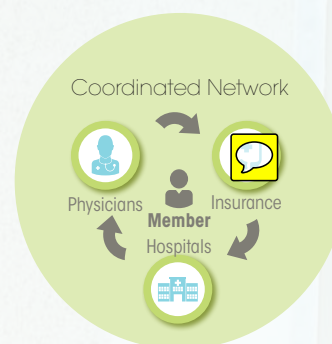 Coordinated Network
Physicians
Insurance
Member
Hospitals